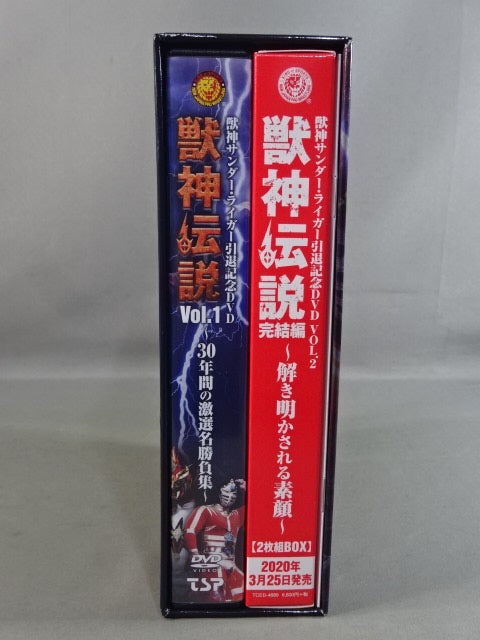 獣神サンダー・ライガー引退記念DVD
獣神伝説
Vol.1
～30年間の激選名勝負集～
DVD
VIDEO
TSP
獣神サンダー・ライガー引退記念DVD VOL.2
獣神伝説
完結編
～解き明かされる素顔～
【2枚組BOX】
2020年
3月25日発売